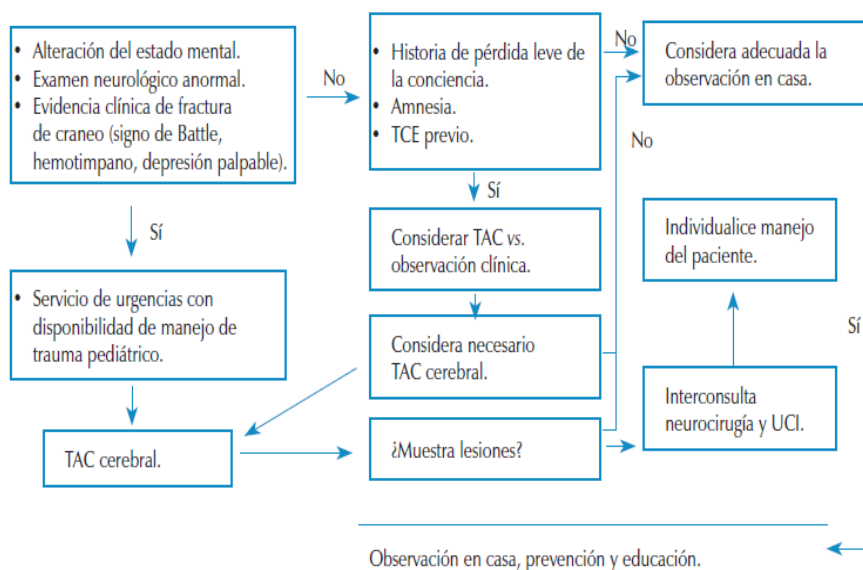 • Alteración del estado mental.
• Examen neurológico anormal.
• Evidencia clínica de fractura
de craneo (signo de Battle,
hemotimpano, depresión palpable).
No
• Historia de pérdida leve de
la conciencia.
• Amnesia.
• TCE previo.
No
Considera adecuada la
observación en casa.
No
Sí
Sí
Considerar TAC vs.
observación clínica.
Individualice manejo
del paciente.
• Servicio de urgencias con
disponibilidad de manejo de
trauma pediátrico.
Considera necesario
TAC cerebral.
Sí
Interconsulta
neurocirugía y UCI.
TAC cerebral.
¿Muestra lesiones?
Observación en casa, prevención y educación.